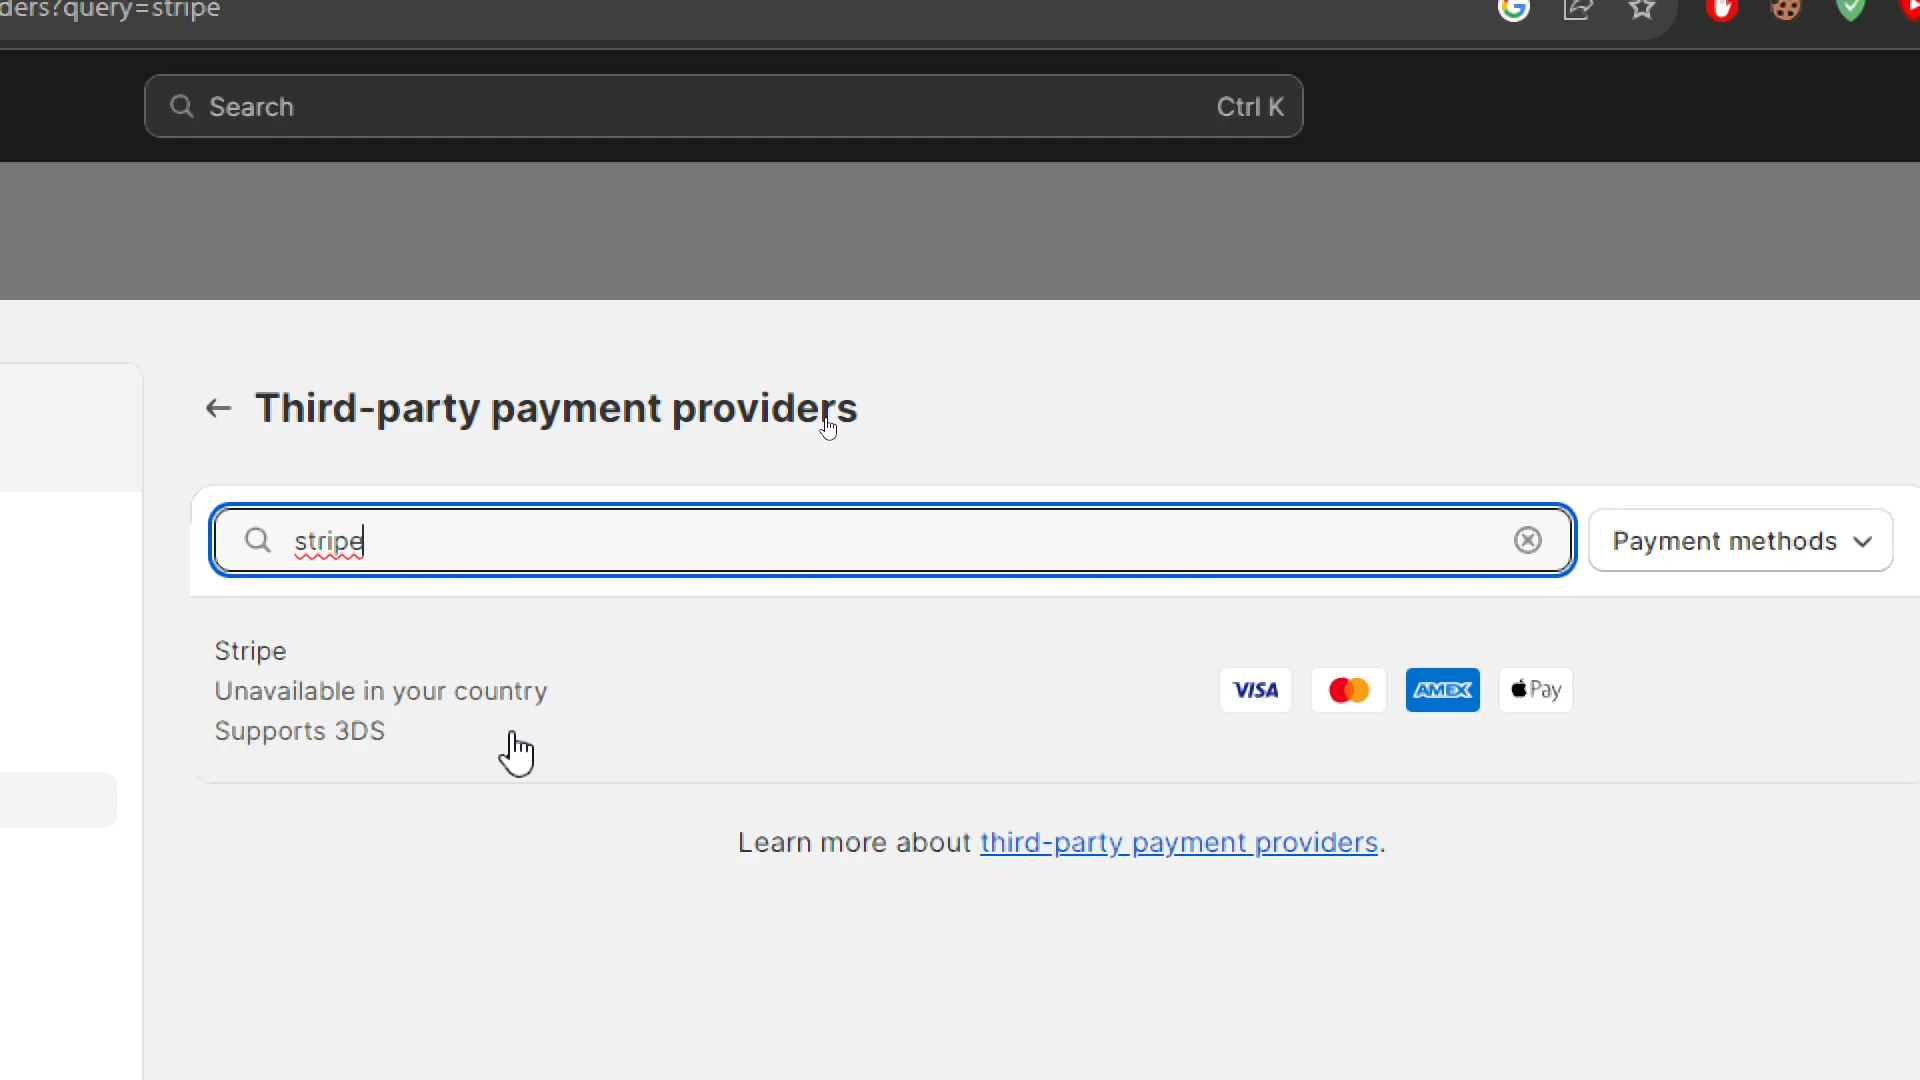 ders?query=stripe
Search
Ctrl K
Third-party payment providers
stripe
Payment methods
Stripe
Unavailable in your country
Supports 3DS
VISA
AMEX
Pay
Learn more about third-party payment providers.